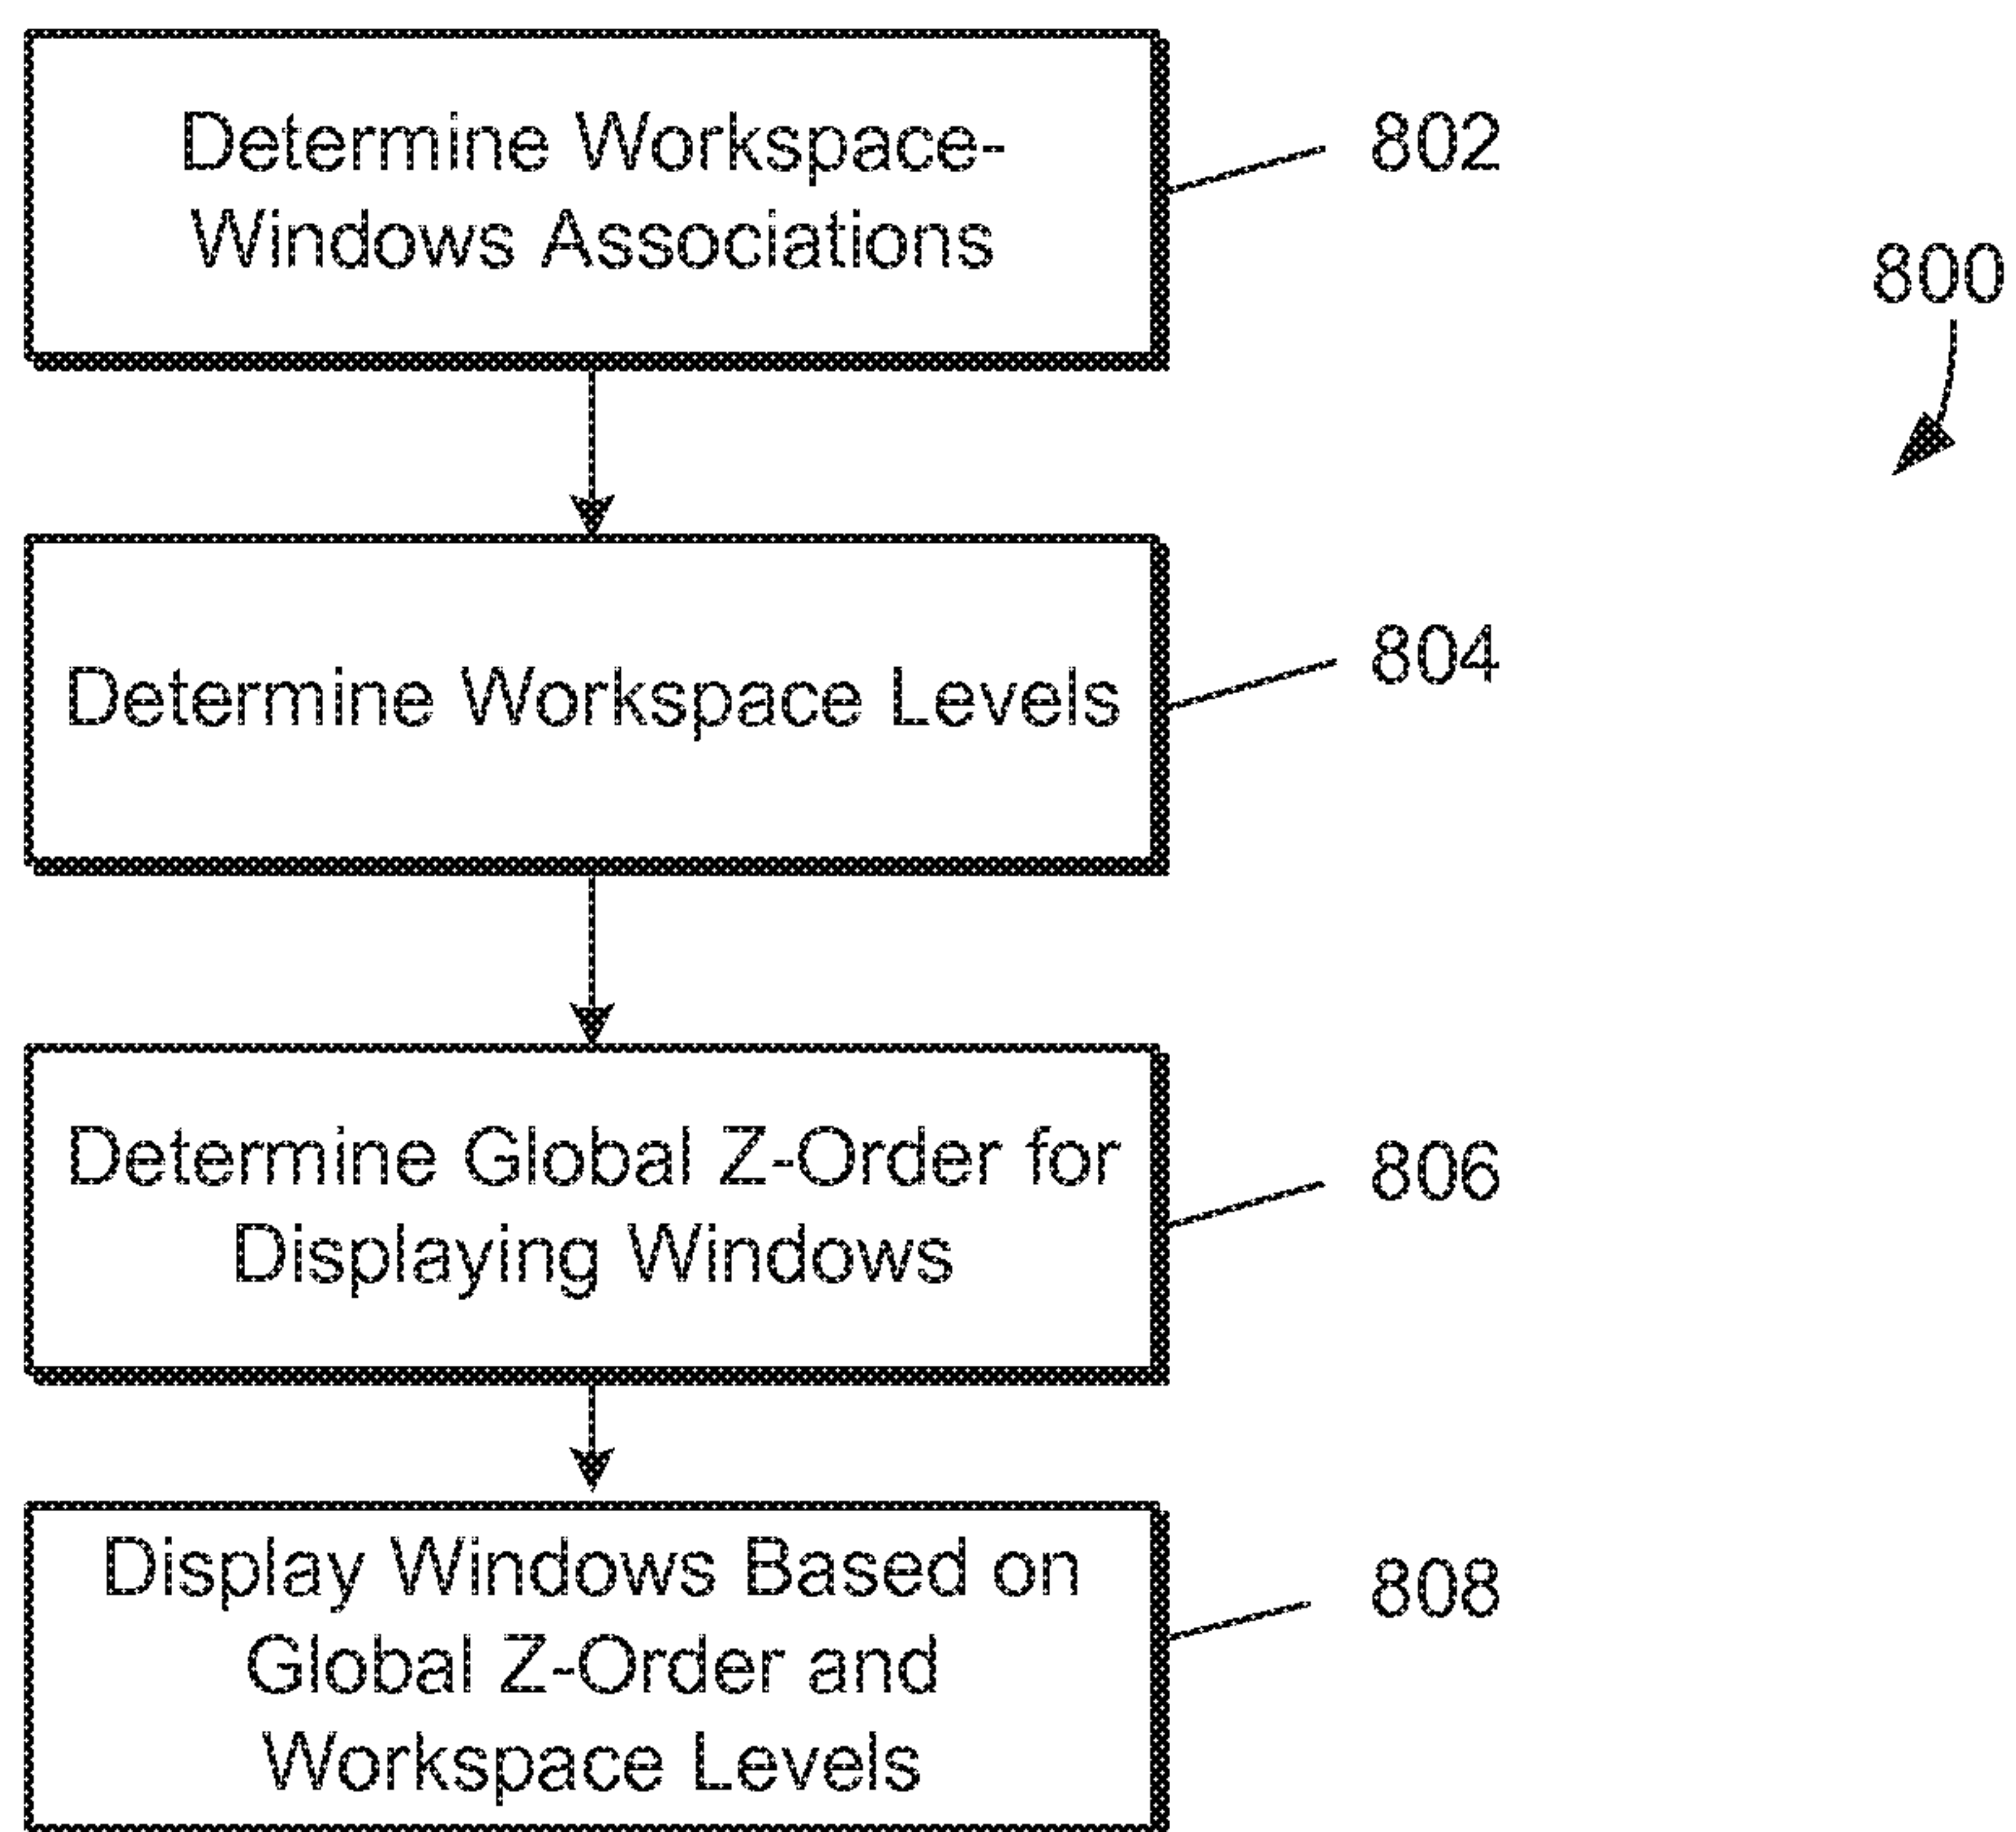 Determine Workspace-
Windows Associations
802
800
Determine Workspace Levels
804
Determine Global Z-Order for
Displaying Windows
806
Display Windows Based on
Global Z-Order and
Workspace Levels
808